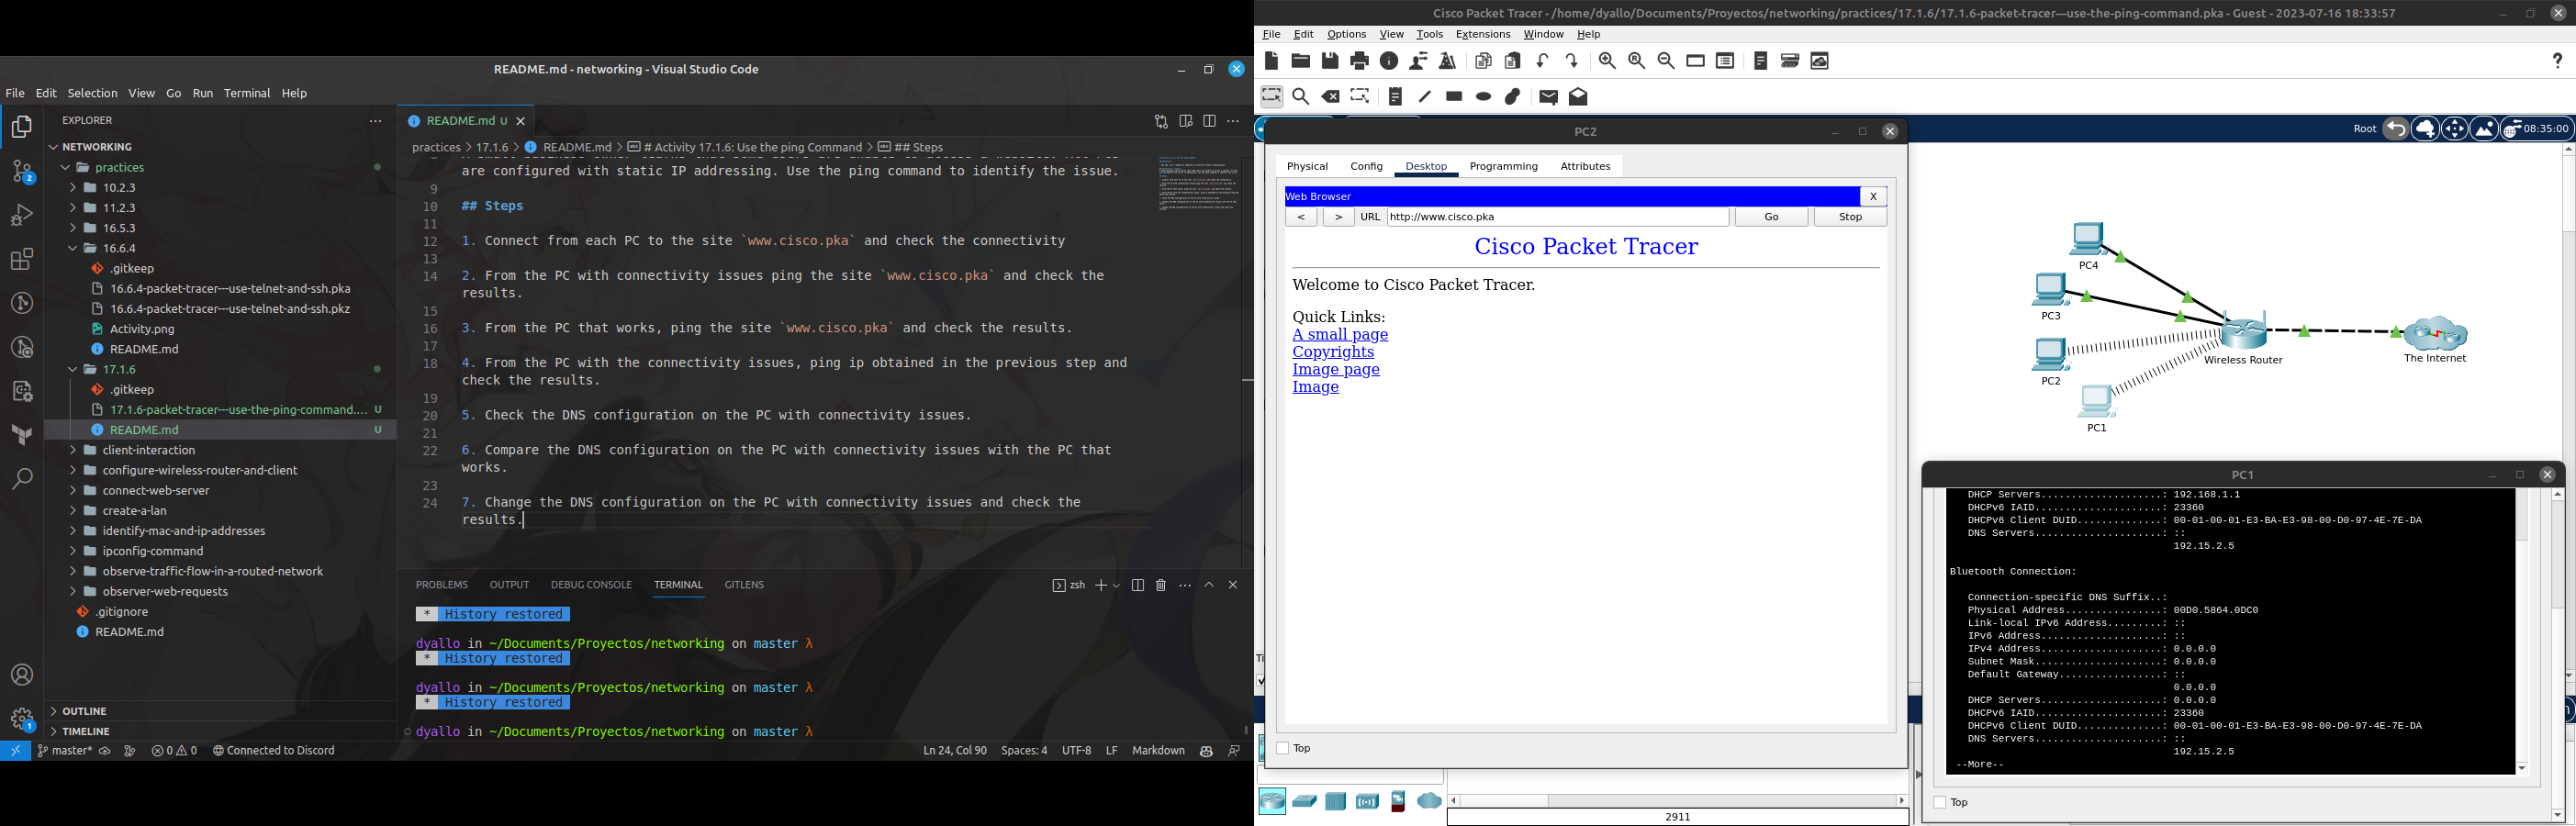 README.md - networking - Visual Studio Code
File Edit Selection View Go Run Terminal Help
EXPLORER
NETWORKING
practices
10.2.3
11.2.3
16.5.3
16.6.4
.gitkeep
16.6.4-packet-tracer---use-telnet-and-ssh.pka
16.6.4-packet-tracer---use-telnet-and-ssh.pkz
Activity.png
README.md
17.1.6
.gitkeep
17.1.6-packet-tracer---use-the-ping-command.... U
README.md U
client-interaction
configure-wireless-router-and-client
connect-web-server
create-a-lan
identify-mac-and-ip-addresses
ipconfig-command
observe-traffic-flow-in-a-routed-network
observer-web-requests
.gitignore
README.md
OUTLINE
TIMELINE
2
1
README.md U
practices > 17.1.6 > README.md > # Activity 17.1.6: Use the ping Command > ## Steps
are configured with static IP addressing. Use the ping command to identify the issue.
9
10 ## Steps
11
12 1. Connect from each PC to the site `www.cisco.pka` and check the connectivity
13
14 2. From the PC with connectivity issues ping the site `www.cisco.pka` and check the
results.
15
16 3. From the PC that works, ping the site `www.cisco.pka` and check the results.
17
18 4. From the PC with the connectivity issues, ping ip obtained in the previous step and
check the results.
19
20 5. Check the DNS configuration on the PC with connectivity issues.
21
22 6. Compare the DNS configuration on the PC with connectivity issues with the PC that
works.
23
24 7. Change the DNS configuration on the PC with connectivity issues and check the
results.
PROBLEMS OUTPUT DEBUG CONSOLE TERMINAL GITLENS
zsh
* History restored
dyallo in ~/Documents/Proyectos/networking on master λ
* History restored
dyallo in ~/Documents/Proyectos/networking on master λ
* History restored
dyallo in ~/Documents/Proyectos/networking on master λ
master* 0 0 Connected to Discord
Ln 24, Col 90 Spaces: 4 UTF-8 LF Markdown
Cisco Packet Tracer - /home/dyallo/Documents/Proyectos/networking/practices/17.1.6/17.1.6-packet-tracer---use-the-ping-command.pka - Guest - 2023-07-16 18:33:57
File Edit Options View Tools Extensions Window Help
?
Root 08:35:00
PC2
Physical Config Desktop Programming Attributes
Web Browser X
< > URL http://www.cisco.pka Go Stop
Cisco Packet Tracer
Welcome to Cisco Packet Tracer.
Quick Links:
A small page
Copyrights
Image page
Image
Top
2911
PC4
PC3
PC2
PC1
Wireless Router
The Internet
PC1
DHCP Servers....................: 192.168.1.1
DHCPv6 IAID.....................: 23360
DHCPv6 Client DUID..............: 00-01-00-01-E3-BA-E3-98-00-D0-97-4E-7E-DA
DNS Servers.....................: ::
192.15.2.5
Bluetooth Connection:
Connection-specific DNS Suffix..:
Physical Address................: 00D0.5864.0DC0
Link-local IPv6 Address.........: ::
IPv6 Address....................: ::
IPv4 Address....................: 0.0.0.0
Subnet Mask.....................: 0.0.0.0
Default Gateway.................: ::
0.0.0.0
DHCP Servers....................: 0.0.0.0
DHCPv6 IAID.....................: 23360
DHCPv6 Client DUID..............: 00-01-00-01-E3-BA-E3-98-00-D0-97-4E-7E-DA
DNS Servers.....................: ::
192.15.2.5
--More--
Top